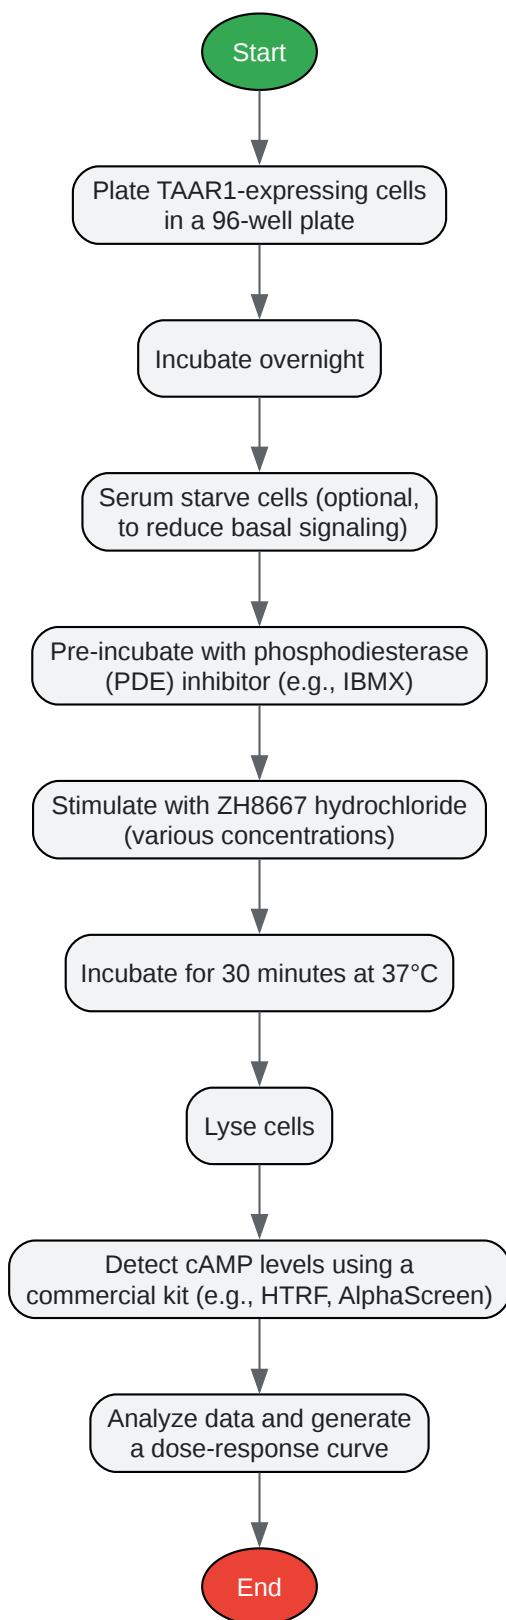 Start
Plate TAAR1-expressing cells
in a 96-well plate
Incubate overnight
Serum starve cells (optional,
to reduce basal signaling)
Pre-incubate with phosphodiesterase
(PDE) inhibitor (e.g., IBMX)
Stimulate with ZH8667 hydrochloride
(various concentrations)
Incubate for 30 minutes at 37°C
Lyse cells
Detect cAMP levels using a
commercial kit (e.g., HTRF, AlphaScreen)
Analyze data and generate
a dose-response curve
End